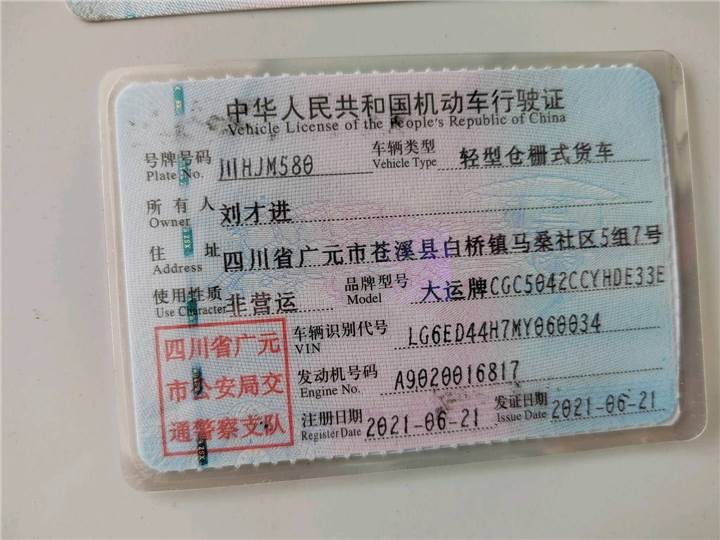 中华人民共和国机动车行驶证
Vehicle License of the People's Republic of China
号牌号码 川HJM580 车辆类型 轻型仓栅式货车
Plate No. Vehicle Type
所有人 刘才进
Owner
住址 四川省广元市苍溪县白桥镇马桑社区5组7号
Address
使用性质 非营运 品牌型号 大运牌CGC5042CCYHDE33E
Use Character Model
四川省广元
市公安局交
通警察支队
车辆识别代号 LG6ED44H7MY060034
VIN
发动机号码 A9020016817
Engine No.
注册日期 2021-06-21 发证日期 2021-06-21
Register Date Issue Date